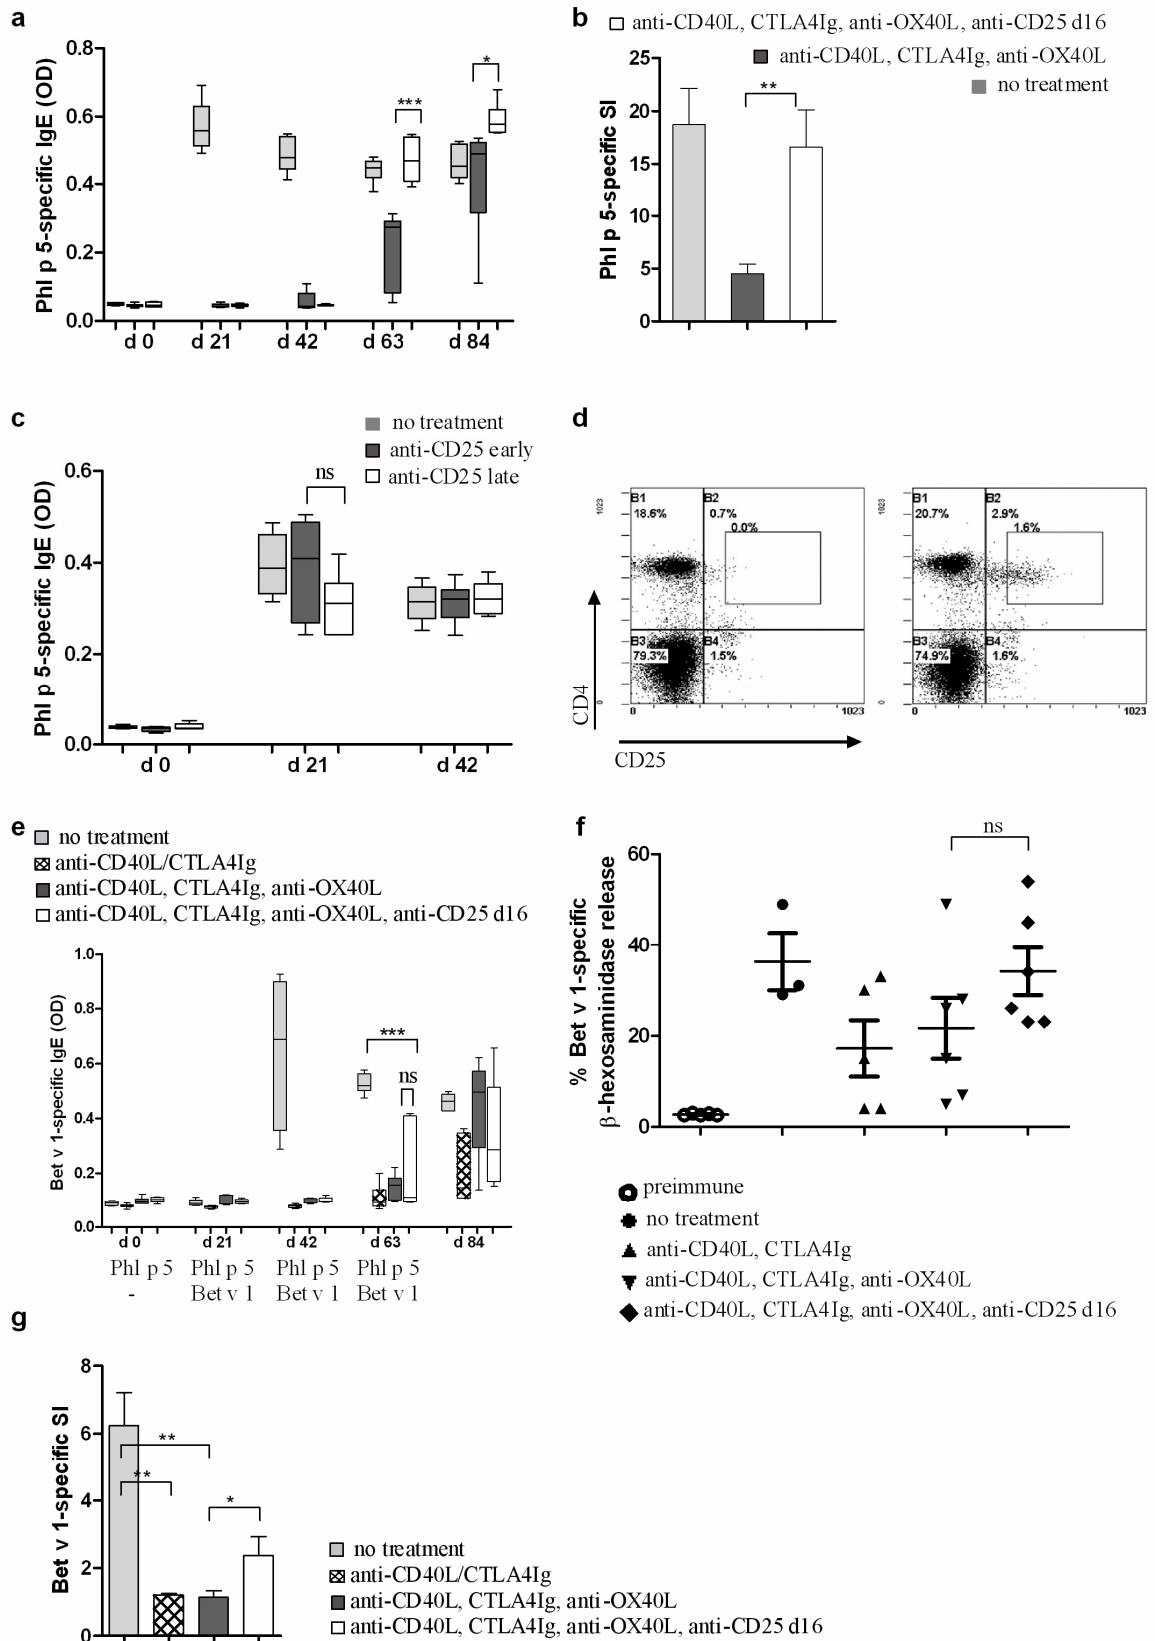 a
Phl p 5-specific IgE (OD)
0.8
0.6
0.4
0.2
0.0
d 0
d 21
d 42
d 63
d 84
***
*
b
anti-CD40L, CTLA4Ig, anti-OX40L, anti-CD25 d16
anti-CD40L, CTLA4Ig, anti-OX40L
no treatment
Phl p 5-specific SI
25
20
15
10
5
0
**
c
no treatment
anti-CD25 early
anti-CD25 late
Phl p 5-specific IgE (OD)
0.6
0.4
0.2
0.0
ns
d 0
d 21
d 42
d
1023
B1
18.6%
B2
0.7%
0.0%
B3
79.3%
B4
1.5%
0
0
1023
1023
B1
20.7%
B2
2.9%
1.6%
B3
74.9%
B4
1.6%
0
0
1023
CD4
CD25
e
no treatment
anti-CD40L/CTLA4Ig
anti-CD40L, CTLA4Ig, anti-OX40L
anti-CD40L, CTLA4Ig, anti-OX40L, anti-CD25 d16
Bet v 1-specific IgE (OD)
1.0
0.8
0.6
0.4
0.2
0.0
***
ns
d 0
d 21
d 42
d 63
d 84
Phl p 5
Phl p 5
Phl p 5
Phl p 5
-
Bet v 1
Bet v 1
Bet v 1
f
% Bet v 1-specific
β-hexosaminidase release
60
40
20
0
ns
preimmune
no treatment
anti-CD40L, CTLA4Ig
anti-CD40L, CTLA4Ig, anti-OX40L
anti-CD40L, CTLA4Ig, anti-OX40L, anti-CD25 d16
g
Bet v 1-specific SI
8
6
4
2
0
**
**
*
no treatment
anti-CD40L/CTLA4Ig
anti-CD40L, CTLA4Ig, anti-OX40L
anti-CD40L, CTLA4Ig, anti-OX40L, anti-CD25 d16